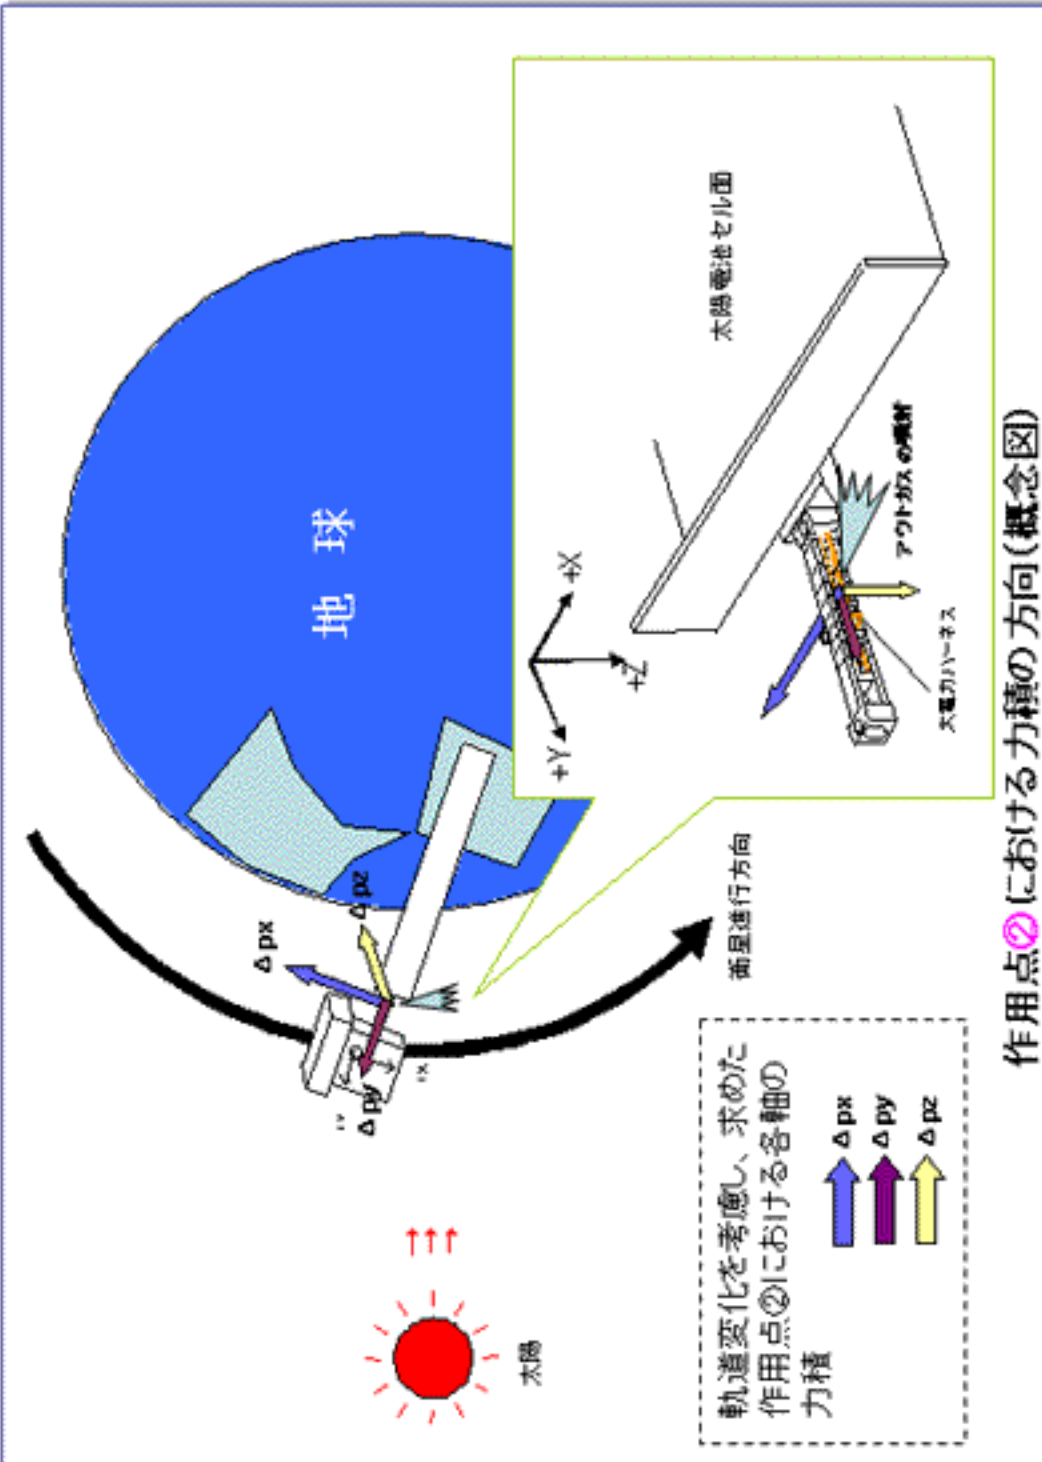 地 球
太陽電池セル面
+X
+Y
+Z
アウトガスの噴射
大電力ハーネス
Δpx
Δpz
Δpy
衛星進行方向
太陽
軌道変化を考慮し、求めた
作用点②における各軸の
力積
Δpx
Δpy
Δpz
作用点②における力積の方向(概念図)